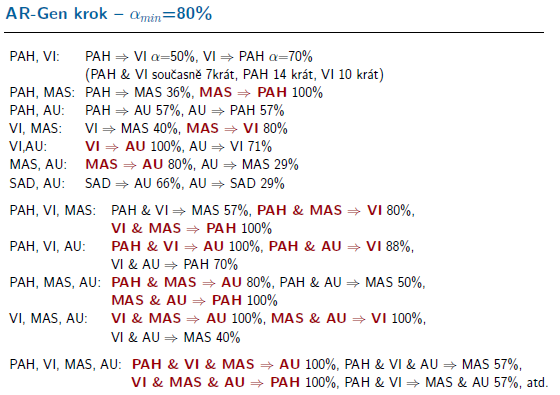 AR-Gen krok – αmin=80%
PAH, VI: PAH ⇒ VI α=50%, VI ⇒ PAH α=70%
(PAH & VI současně 7krát, PAH 14 krát, VI 10 krát)
PAH, MAS: PAH ⇒ MAS 36%, MAS ⇒ PAH 100%
PAH, AU: PAH ⇒ AU 57%, AU ⇒ PAH 57%
VI, MAS: VI ⇒ MAS 40%, MAS ⇒ VI 80%
VI,AU: VI ⇒ AU 100%, AU ⇒ VI 71%
MAS, AU: MAS ⇒ AU 80%, AU ⇒ MAS 29%
SAD, AU: SAD ⇒ AU 66%, AU ⇒ SAD 29%
PAH, VI, MAS: PAH & VI ⇒ MAS 57%, PAH & MAS ⇒ VI 80%,
VI & MAS ⇒ PAH 100%
PAH, VI, AU: PAH & VI ⇒ AU 100%, PAH & AU ⇒ VI 88%,
VI & AU ⇒ PAH 70%
PAH, MAS, AU: PAH & MAS ⇒ AU 80%, PAH & AU ⇒ MAS 50%,
MAS & AU ⇒ PAH 100%
VI, MAS, AU: VI & MAS ⇒ AU 100%, MAS & AU ⇒ VI 100%,
VI & AU ⇒ MAS 40%
PAH, VI, MAS, AU: PAH & VI & MAS ⇒ AU 100%, PAH & VI & AU ⇒ MAS 57%,
VI & MAS & AU ⇒ PAH 100%, PAH & VI ⇒ MAS & AU 57%, atd.